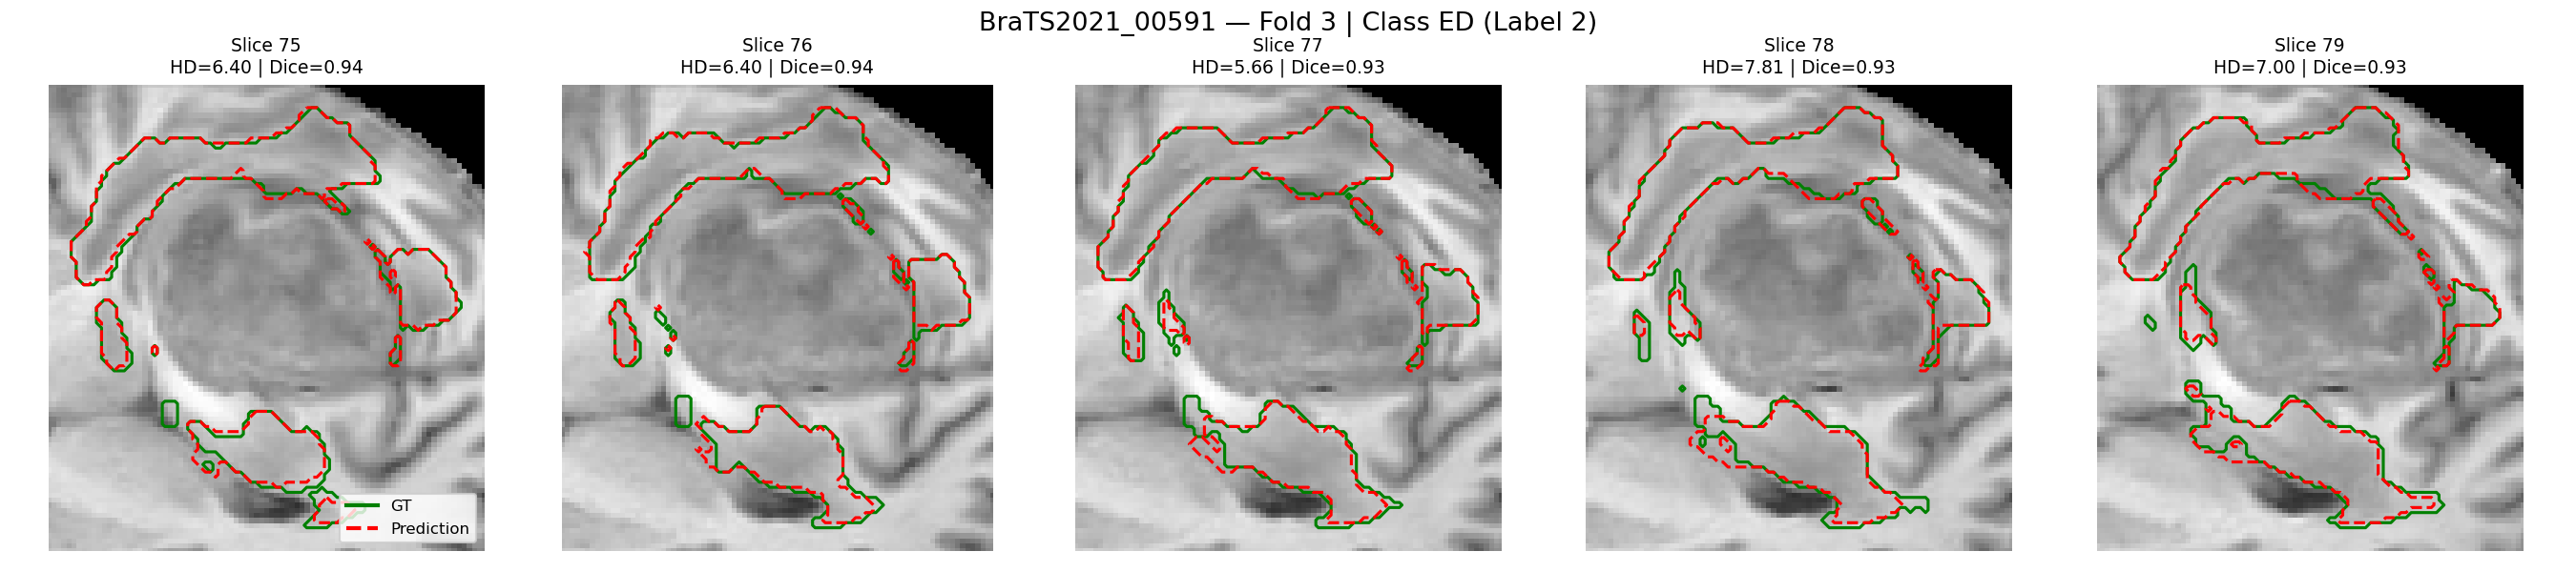 BraTS2021_00591 — Fold 3 | Class ED (Label 2)
Slice 75
HD=6.40 | Dice=0.94
Slice 76
HD=6.40 | Dice=0.94
Slice 77
HD=5.66 | Dice=0.93
Slice 78
HD=7.81 | Dice=0.93
Slice 79
HD=7.00 | Dice=0.93
GT
Prediction